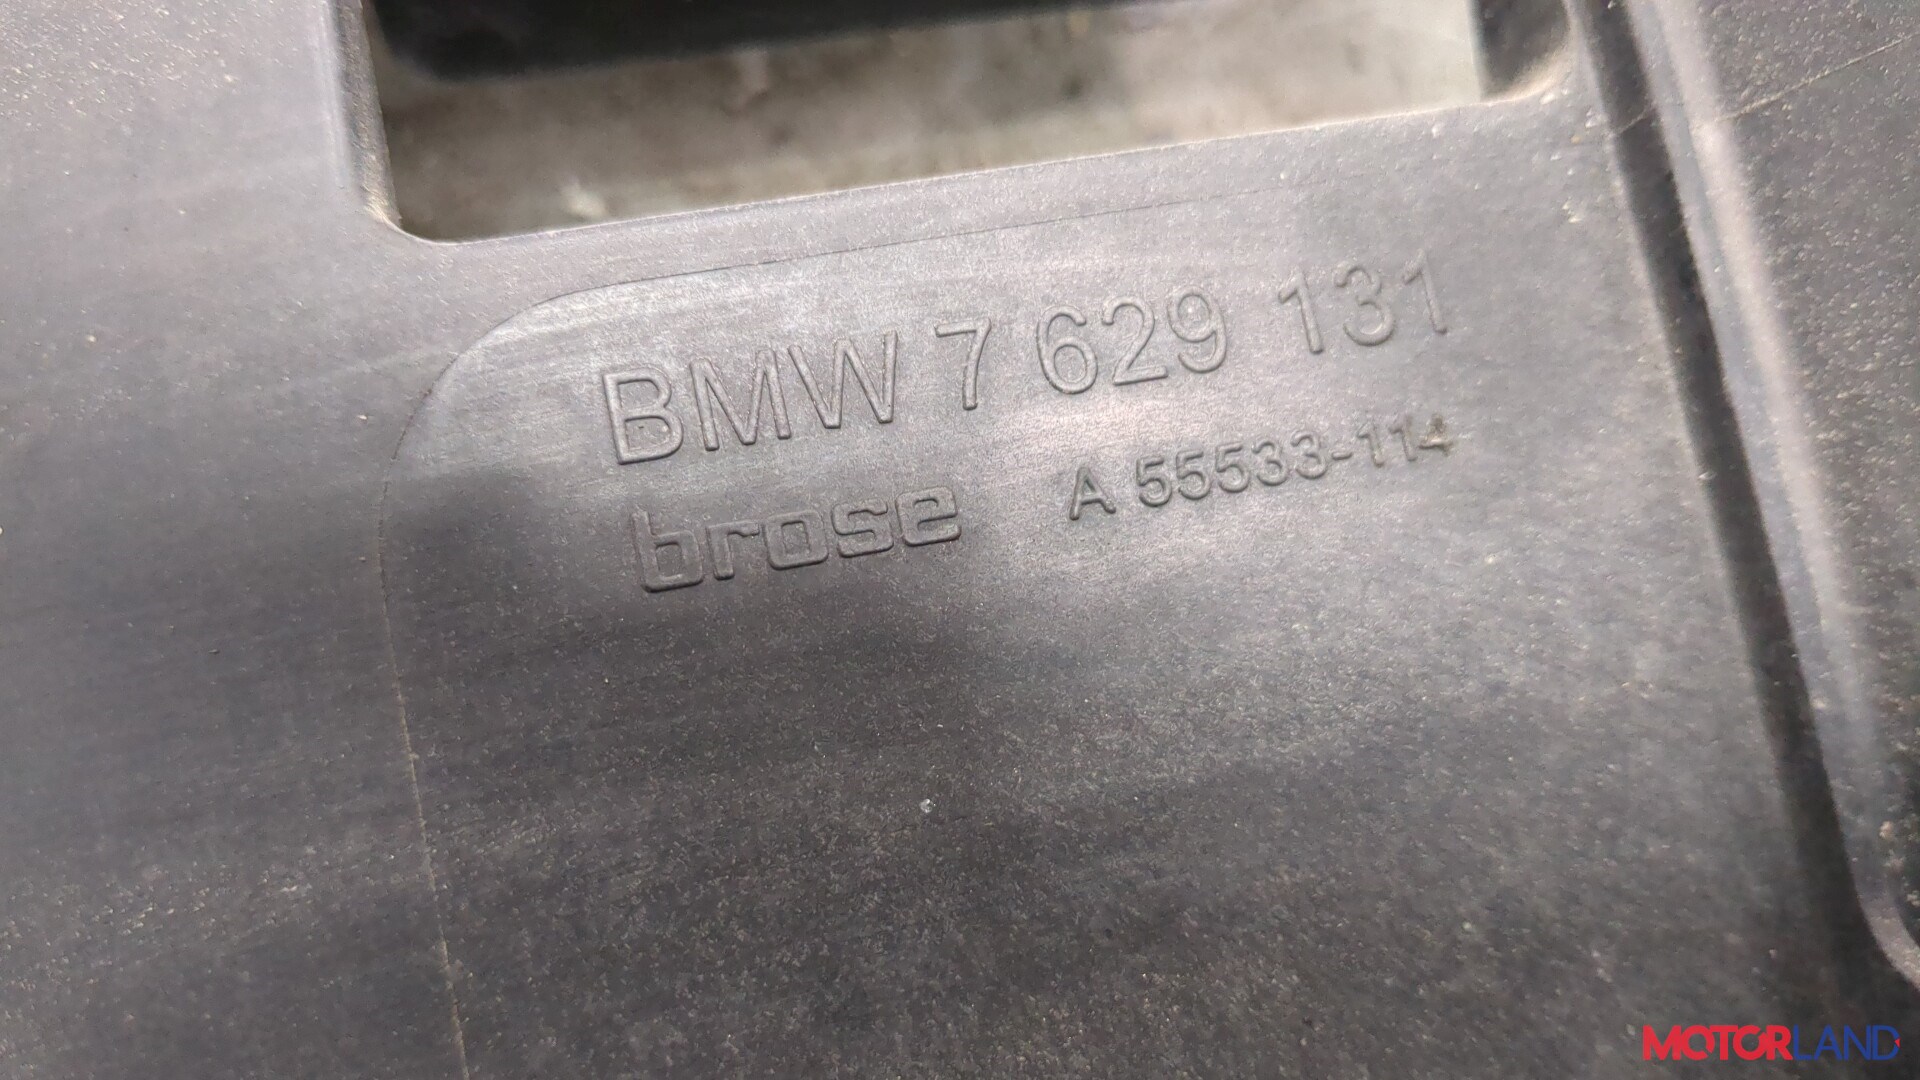 BMW 7 629 131
brose A 55533-114
MOTORLAND